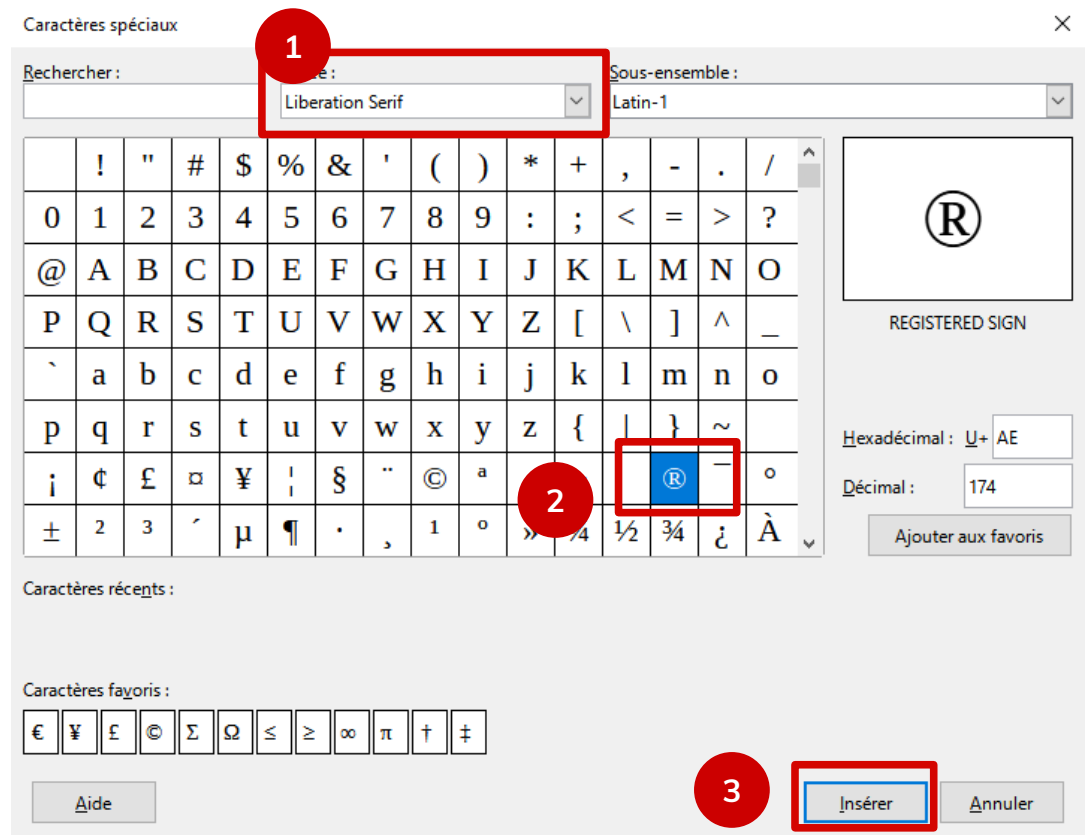 Caractères spéciaux
1
Rechercher :
Liberation Serif
Sous-ensemble :
Latin-1
! " # $ % & ' ( ) * + , - . /
0 1 2 3 4 5 6 7 8 9 : ; < = > ?
@ A B C D E F G H I J K L M N O
P Q R S T U V W X Y Z [ \ ] ^ _
` a b c d e f g h i j k l m n o
p q r s t u v w x y z { | } ~
¡ ¢ £ ¤ ¥ ¦ § ¨ © ª ® ¯ °
± ² ³ ´ µ ¶ · ¸ ¹ º » ¼ ½ ¾ ¿ À
2
®
REGISTERED SIGN
Hexadécimal : U+ AE
Décimal : 174
Ajouter aux favoris
Caractères récents :
Caractères favoris :
€ ¥ £ © Σ Ω ≤ ≥ ∞ π † ‡
Aide
3
Insérer
Annuler